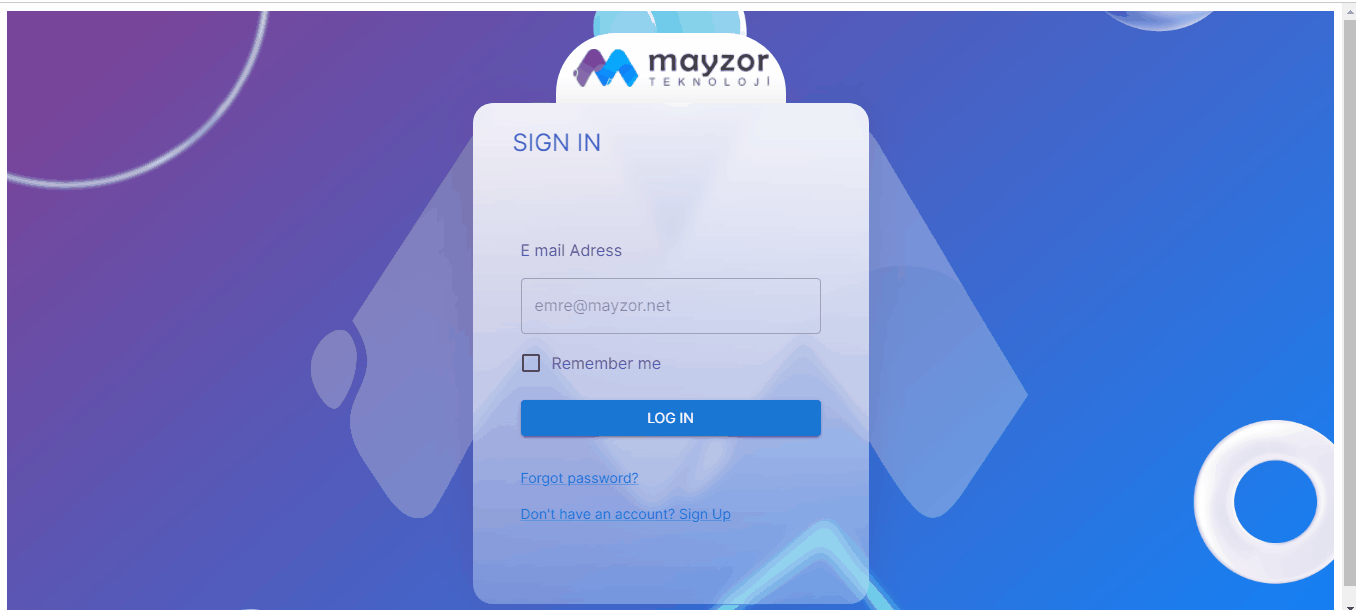 mayzor
TEKNOLOJİ
SIGN IN
E mail Adress
emre@mayzor.net
Remember me
LOG IN
Forgot password?
Don't have an account? Sign Up